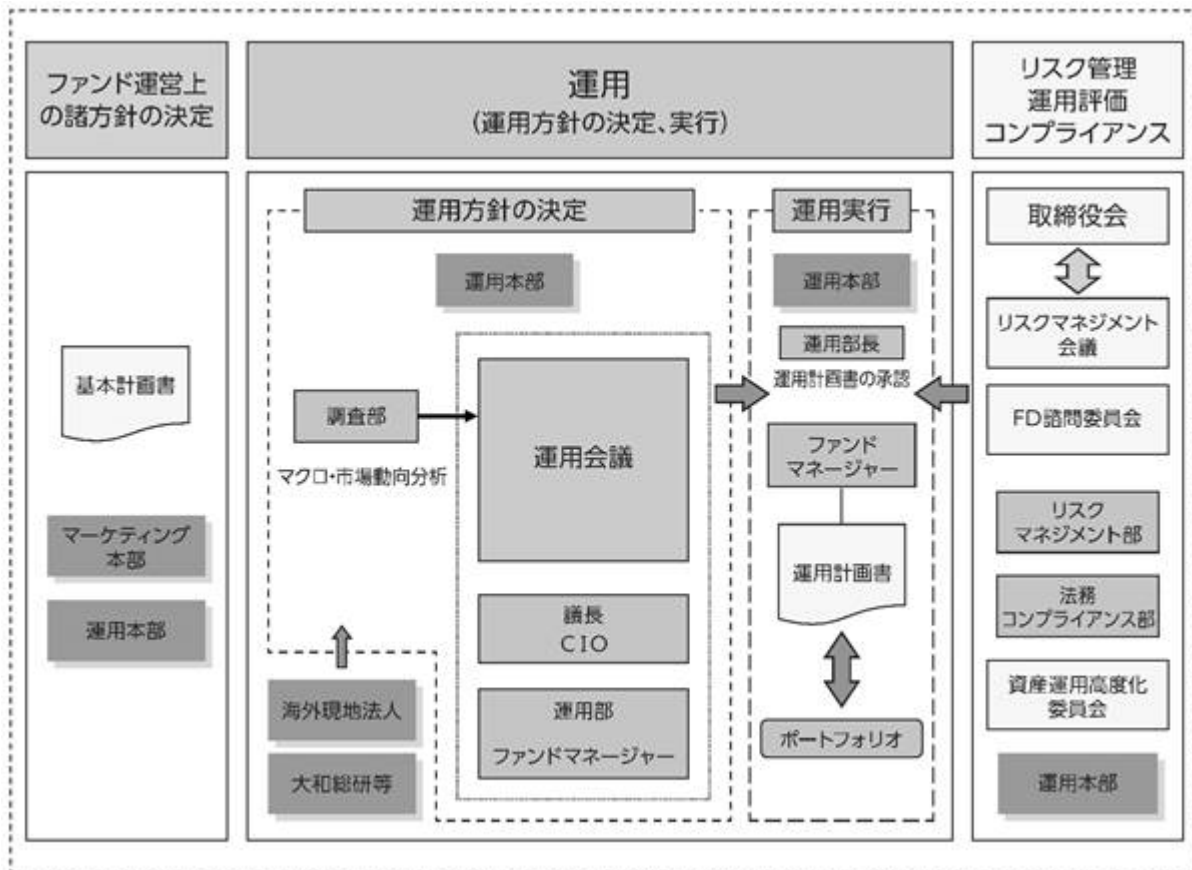 ファンド運営上
の諸方針の決定
運用
(運用方針の決定、実行)
リスク管理
運用評価
コンプライアンス
基本計画書
マーケティング
本部
運用本部
運用方針の決定
運用本部
調査部
マクロ・市場動向分析
運用会議
議長
CIO
運用部
ファンドマネージャー
海外現地法人
大和総研等
運用実行
運用本部
運用部長
運用計画書の承認
ファンド
マネージャー
運用計画書
ポートフォリオ
取締役会
リスクマネジメント
会議
FD諮問委員会
リスク
マネジメント部
法務
コンプライアンス部
資産運用高度化
委員会
運用本部